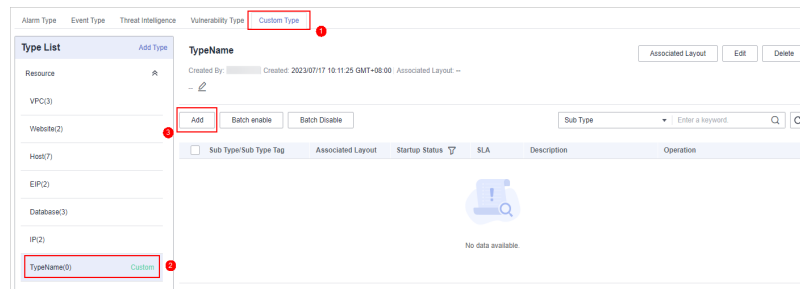 Alarm Type Event Type Threat Intelligence Vulnerability Type Custom Type
1
Type List Add Type
TypeName
Associated Layout Edit Delete
Resource
Created By: Created: 2023/07/17 10:11:25 GMT+08:00 Associated Layout: --
--
VPC(3)
Add Batch enable Batch Disable Sub Type Enter a keyword.
Website(2)
3
Sub Type/Sub Type Tag Associated Layout Startup Status SLA Description Operation
Host(7)
EIP(2)
Database(3)
IP(2)
No data available.
TypeName(0) Custom 2